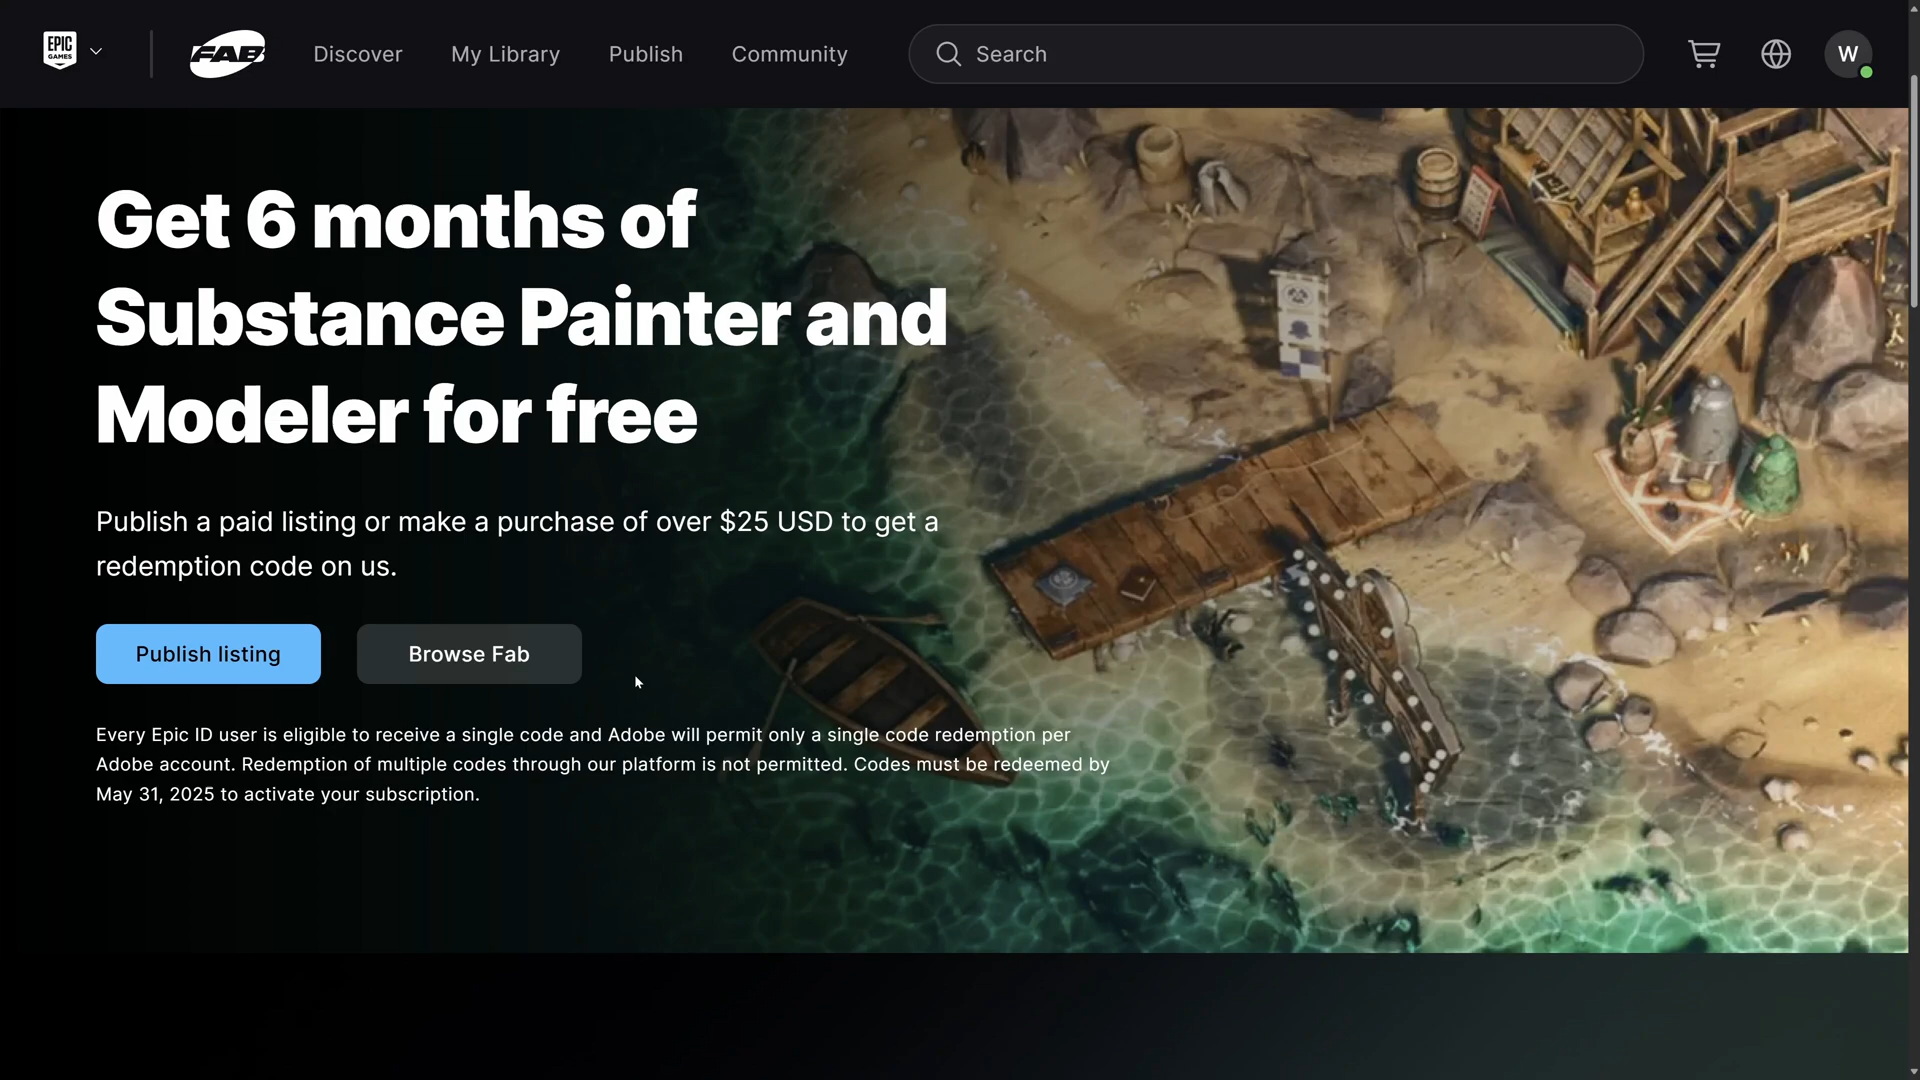 EPIC
GAMES
FAB
Discover
My Library
Publish
Community
Search
W
Get 6 months of
Substance Painter and
Modeler for free
Publish a paid listing or make a purchase of over $25 USD to get a
redemption code on us.
Publish listing
Browse Fab
Every Epic ID user is eligible to receive a single code and Adobe will permit only a single code redemption per
Adobe account. Redemption of multiple codes through our platform is not permitted. Codes must be redeemed by
May 31, 2025 to activate your subscription.